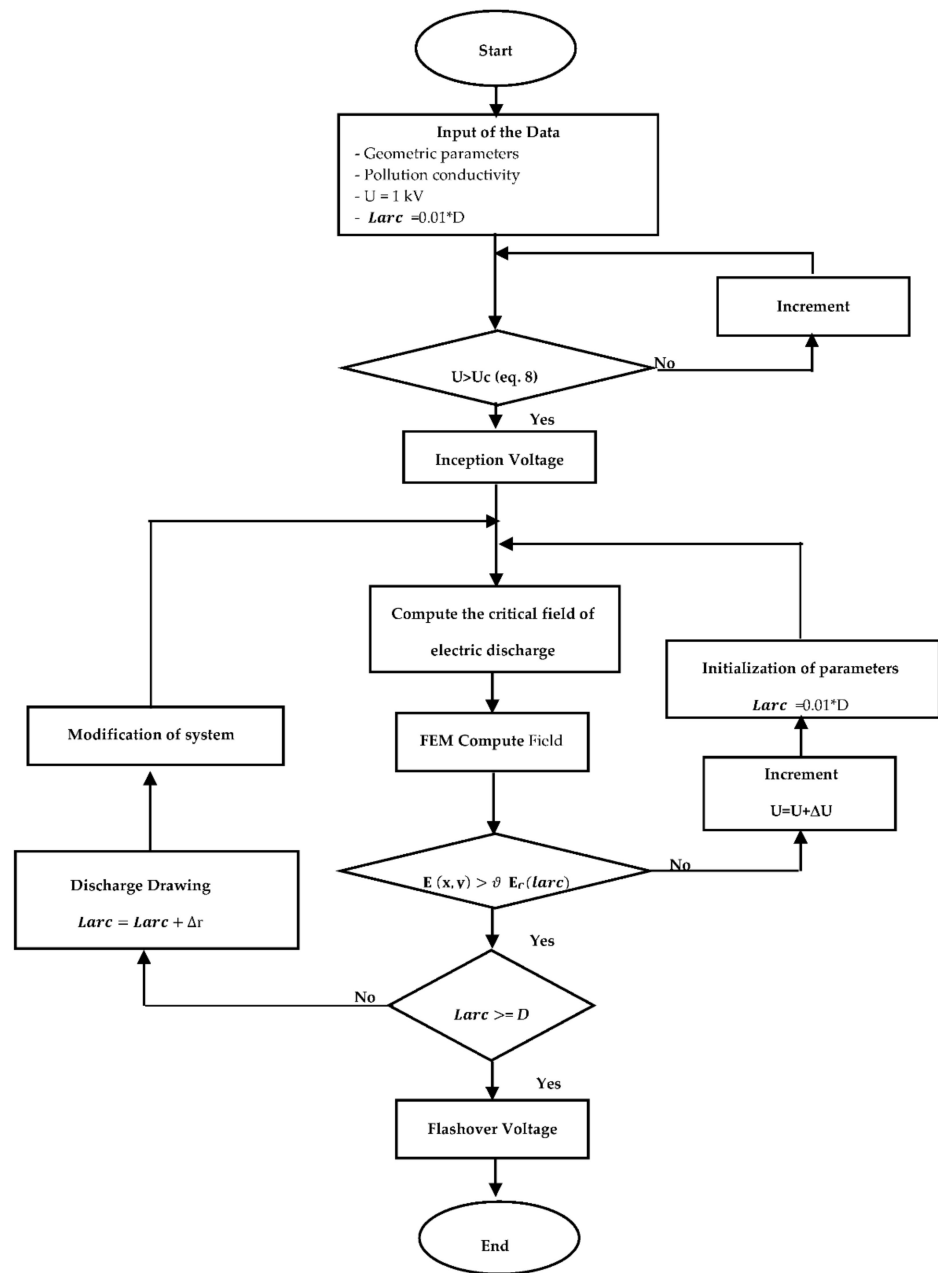 Start
Input of the Data
- Geometric parameters
- Pollution conductivity
- U = 1 kV
- Larc =0.01*D
Increment
No
U>Uc (eq. 8)
Yes
Inception Voltage
Compute the critical field of
electric discharge
Initialization of parameters
Larc =0.01*D
Modification of system
FEM Compute Field
Increment
U=U+ΔU
No
E (x, y) > ϑ E_c(larc)
Discharge Drawing
Larc = Larc + Δr
Yes
No
Larc >= D
Yes
Flashover Voltage
End